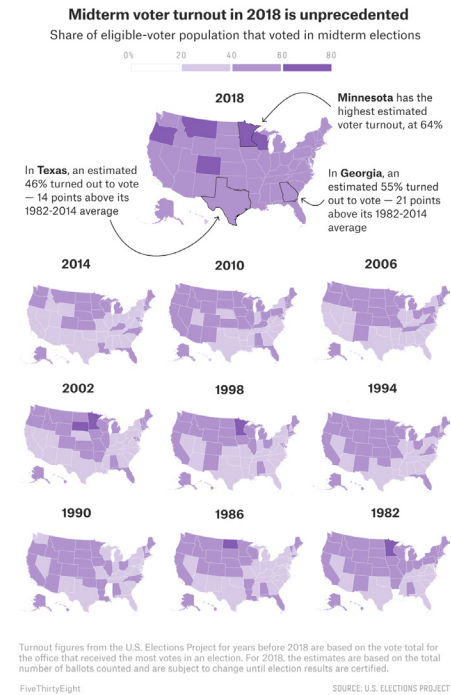 Midterm voter turnout in 2018 is unprecedented
Share of eligible-voter population that voted in midterm elections
0% 20 40 60 80
2018
Minnesota has the
highest estimated
voter turnout, at 64%
In Texas, an estimated
46% turned out to vote
— 14 points above its
1982-2014 average
In Georgia, an
estimated 55% turned
out to vote — 21 points
above its 1982-2014
average
2014 2010 2006
2002 1998 1994
1990 1986 1982
Turnout figures from the U.S. Elections Project for years before 2018 are based on the vote total for
the office that received the most votes in an election. For 2018, the estimates are based on the total
number of ballots counted and are subject to change until election results are certified.
FiveThirtyEight SOURCE: U.S. ELECTIONS PROJECT